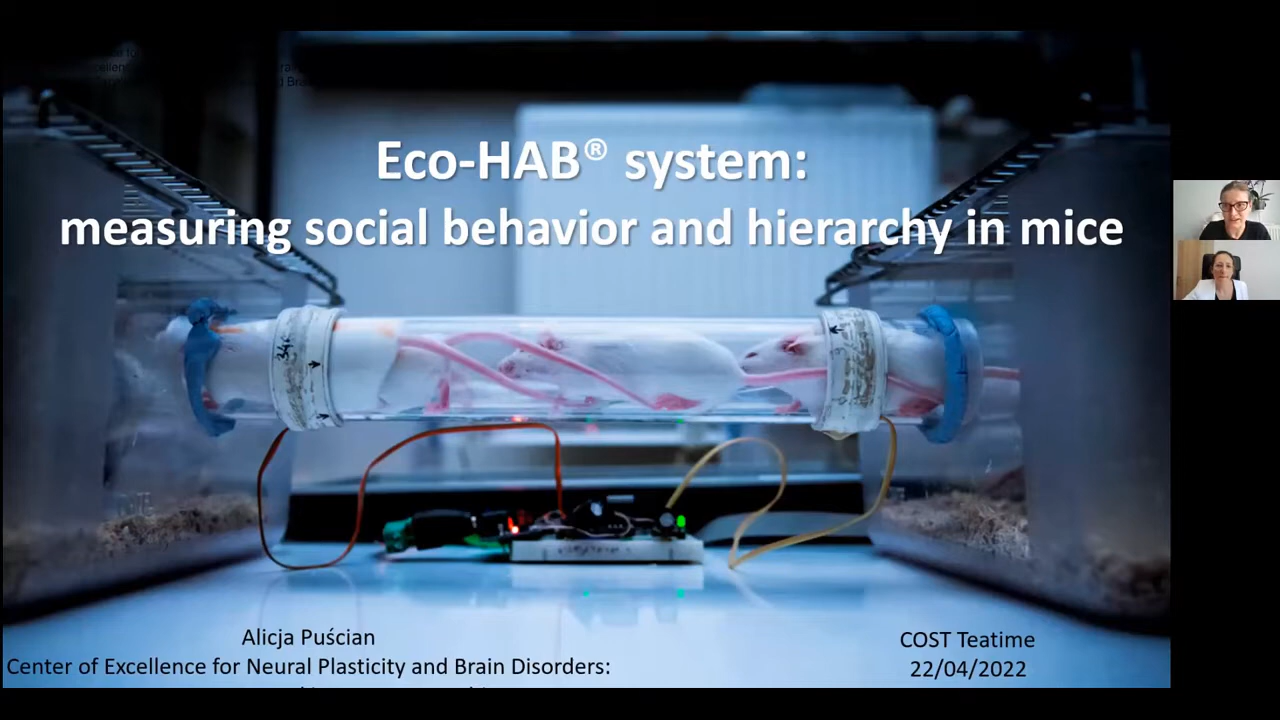 Eco-HAB® system:
measuring social behavior and hierarchy in mice
Alicja Puścian
Center of Excellence for Neural Plasticity and Brain Disorders:
COST Teatime
22/04/2022